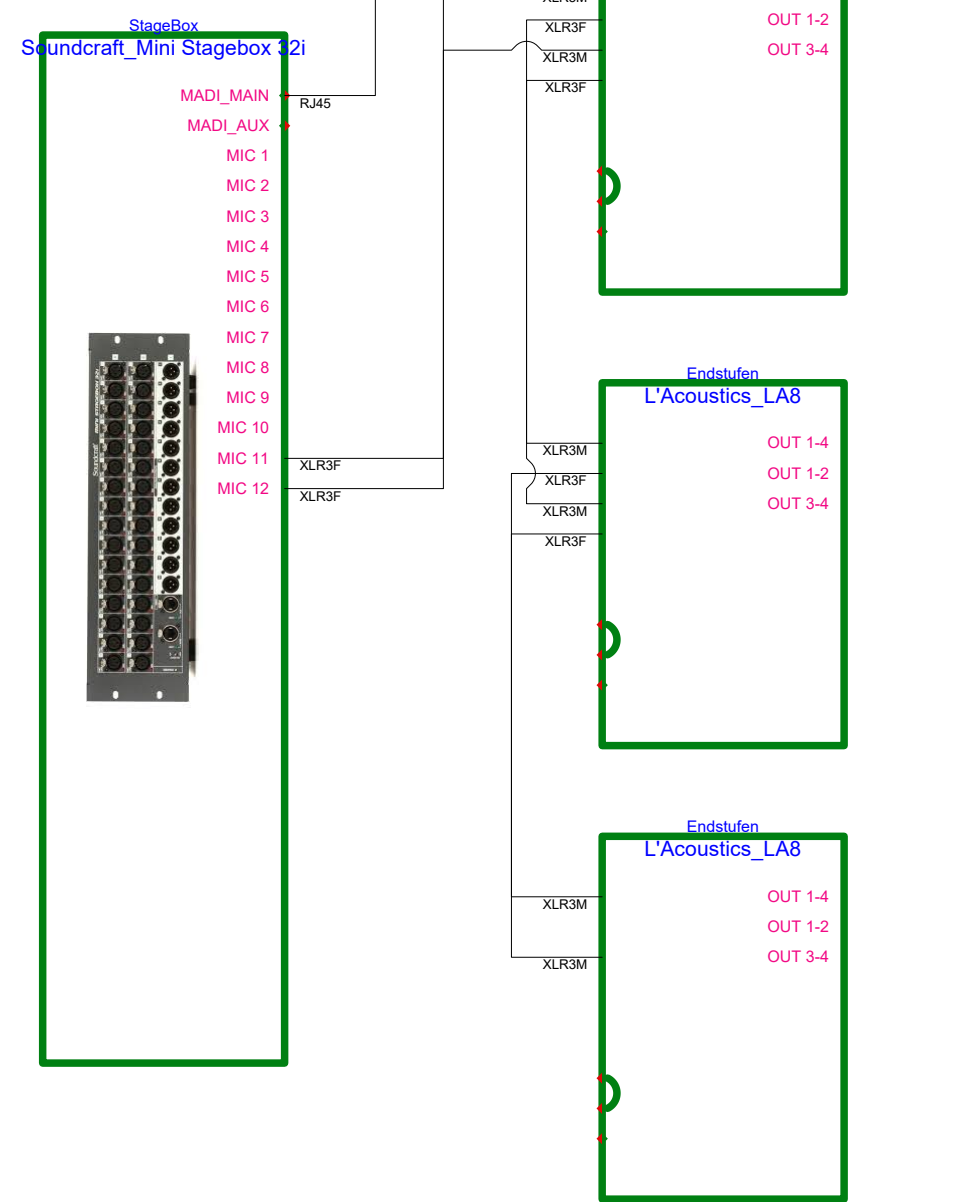 StageBox
Soundcraft_Mini Stagebox 32i
MADI_MAIN
RJ45
MADI_AUX
MIC 1
MIC 2
MIC 3
MIC 4
MIC 5
MIC 6
MIC 7
MIC 8
MIC 9
MIC 10
MIC 11
XLR3F
MIC 12
XLR3F
Soundcraft
XLR3M
XLR3F
OUT 1-2
XLR3M
OUT 3-4
XLR3F
Endstufen
L'Acoustics_LA8
XLR3M
OUT 1-4
XLR3F
OUT 1-2
XLR3M
OUT 3-4
XLR3F
Endstufen
L'Acoustics_LA8
XLR3M
OUT 1-4
OUT 1-2
XLR3M
OUT 3-4